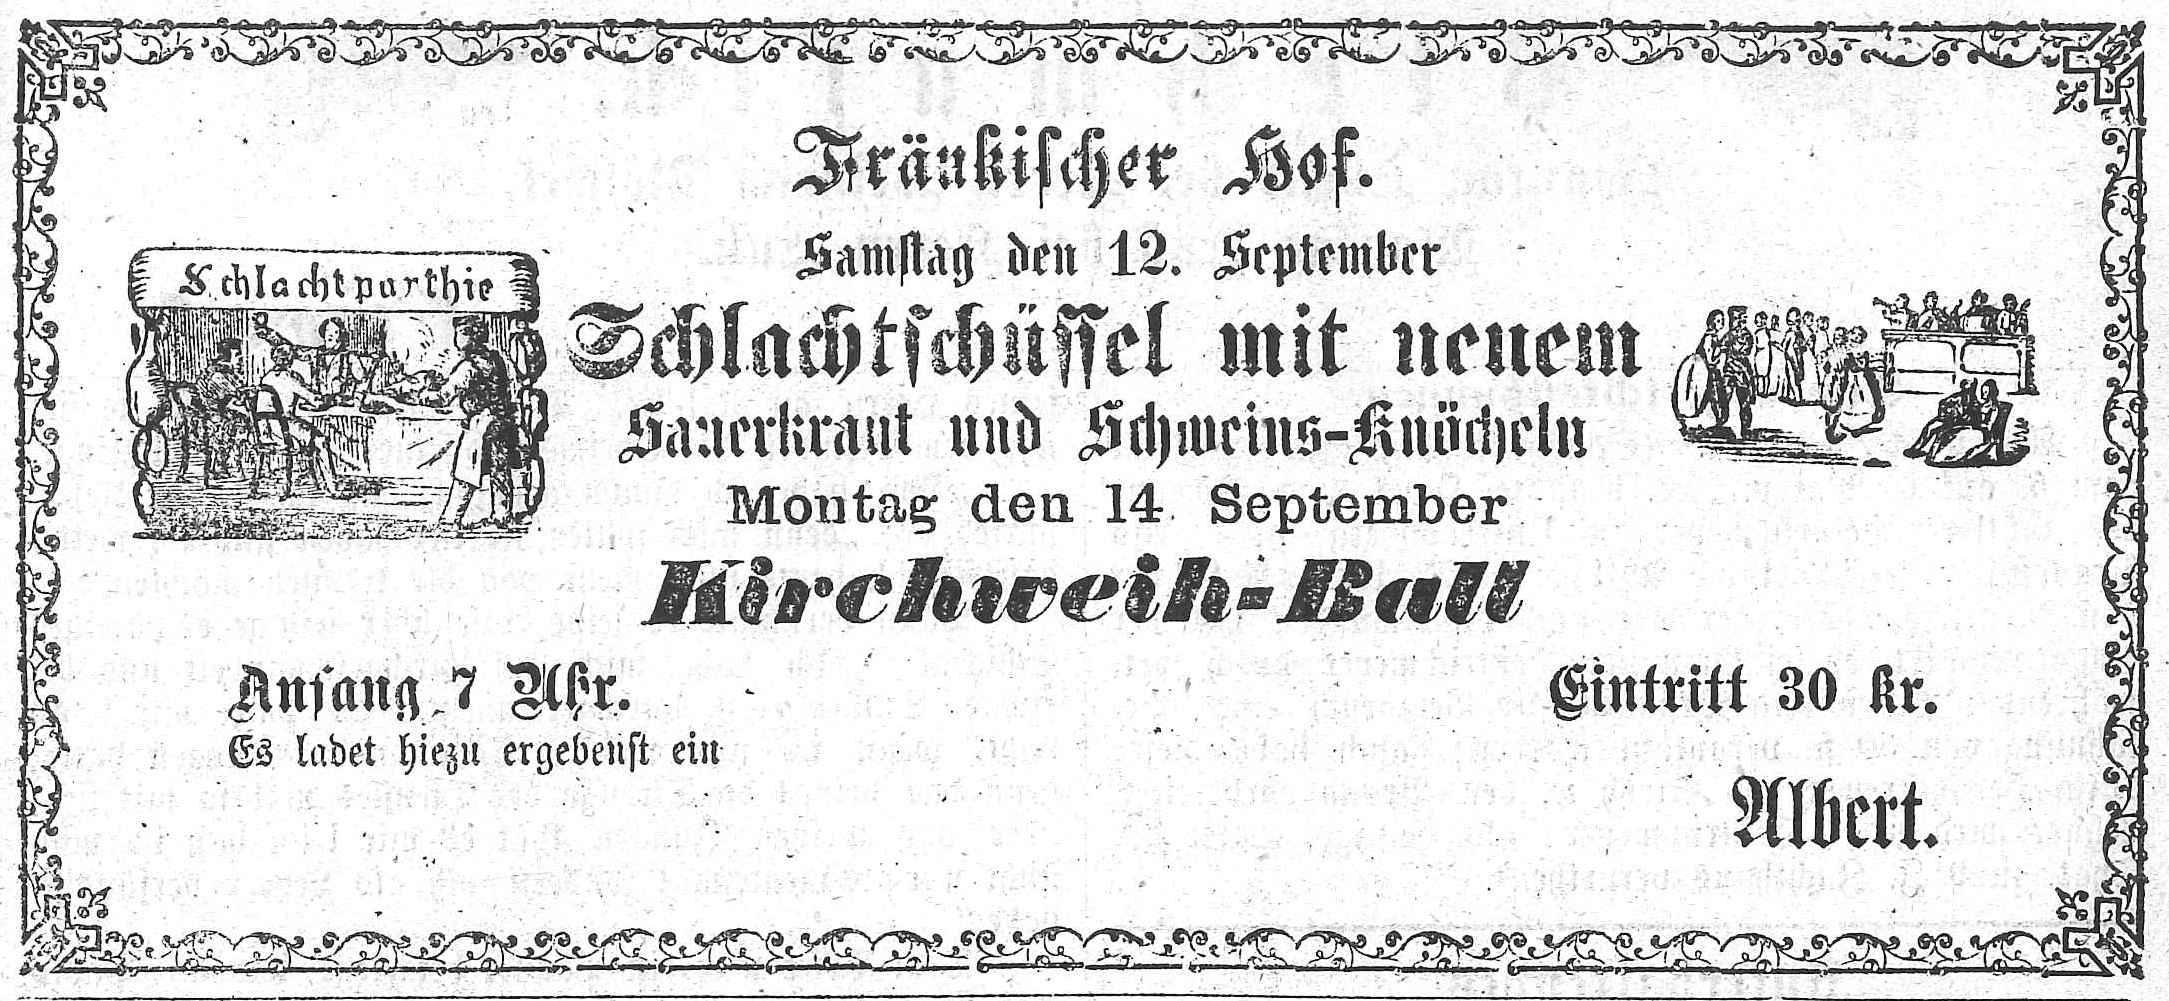 Fränkischer Hof.
Samstag den 12. September
Schlachtparthie
Schlachtschüssel mit neuem
Sauerkraut und Schweins-Knöcheln
Montag den 14. September
Kirchweih-Ball
Anfang 7 Uhr. Eintritt 30 kr.
Es ladet hiezu ergebenst ein
Albert.